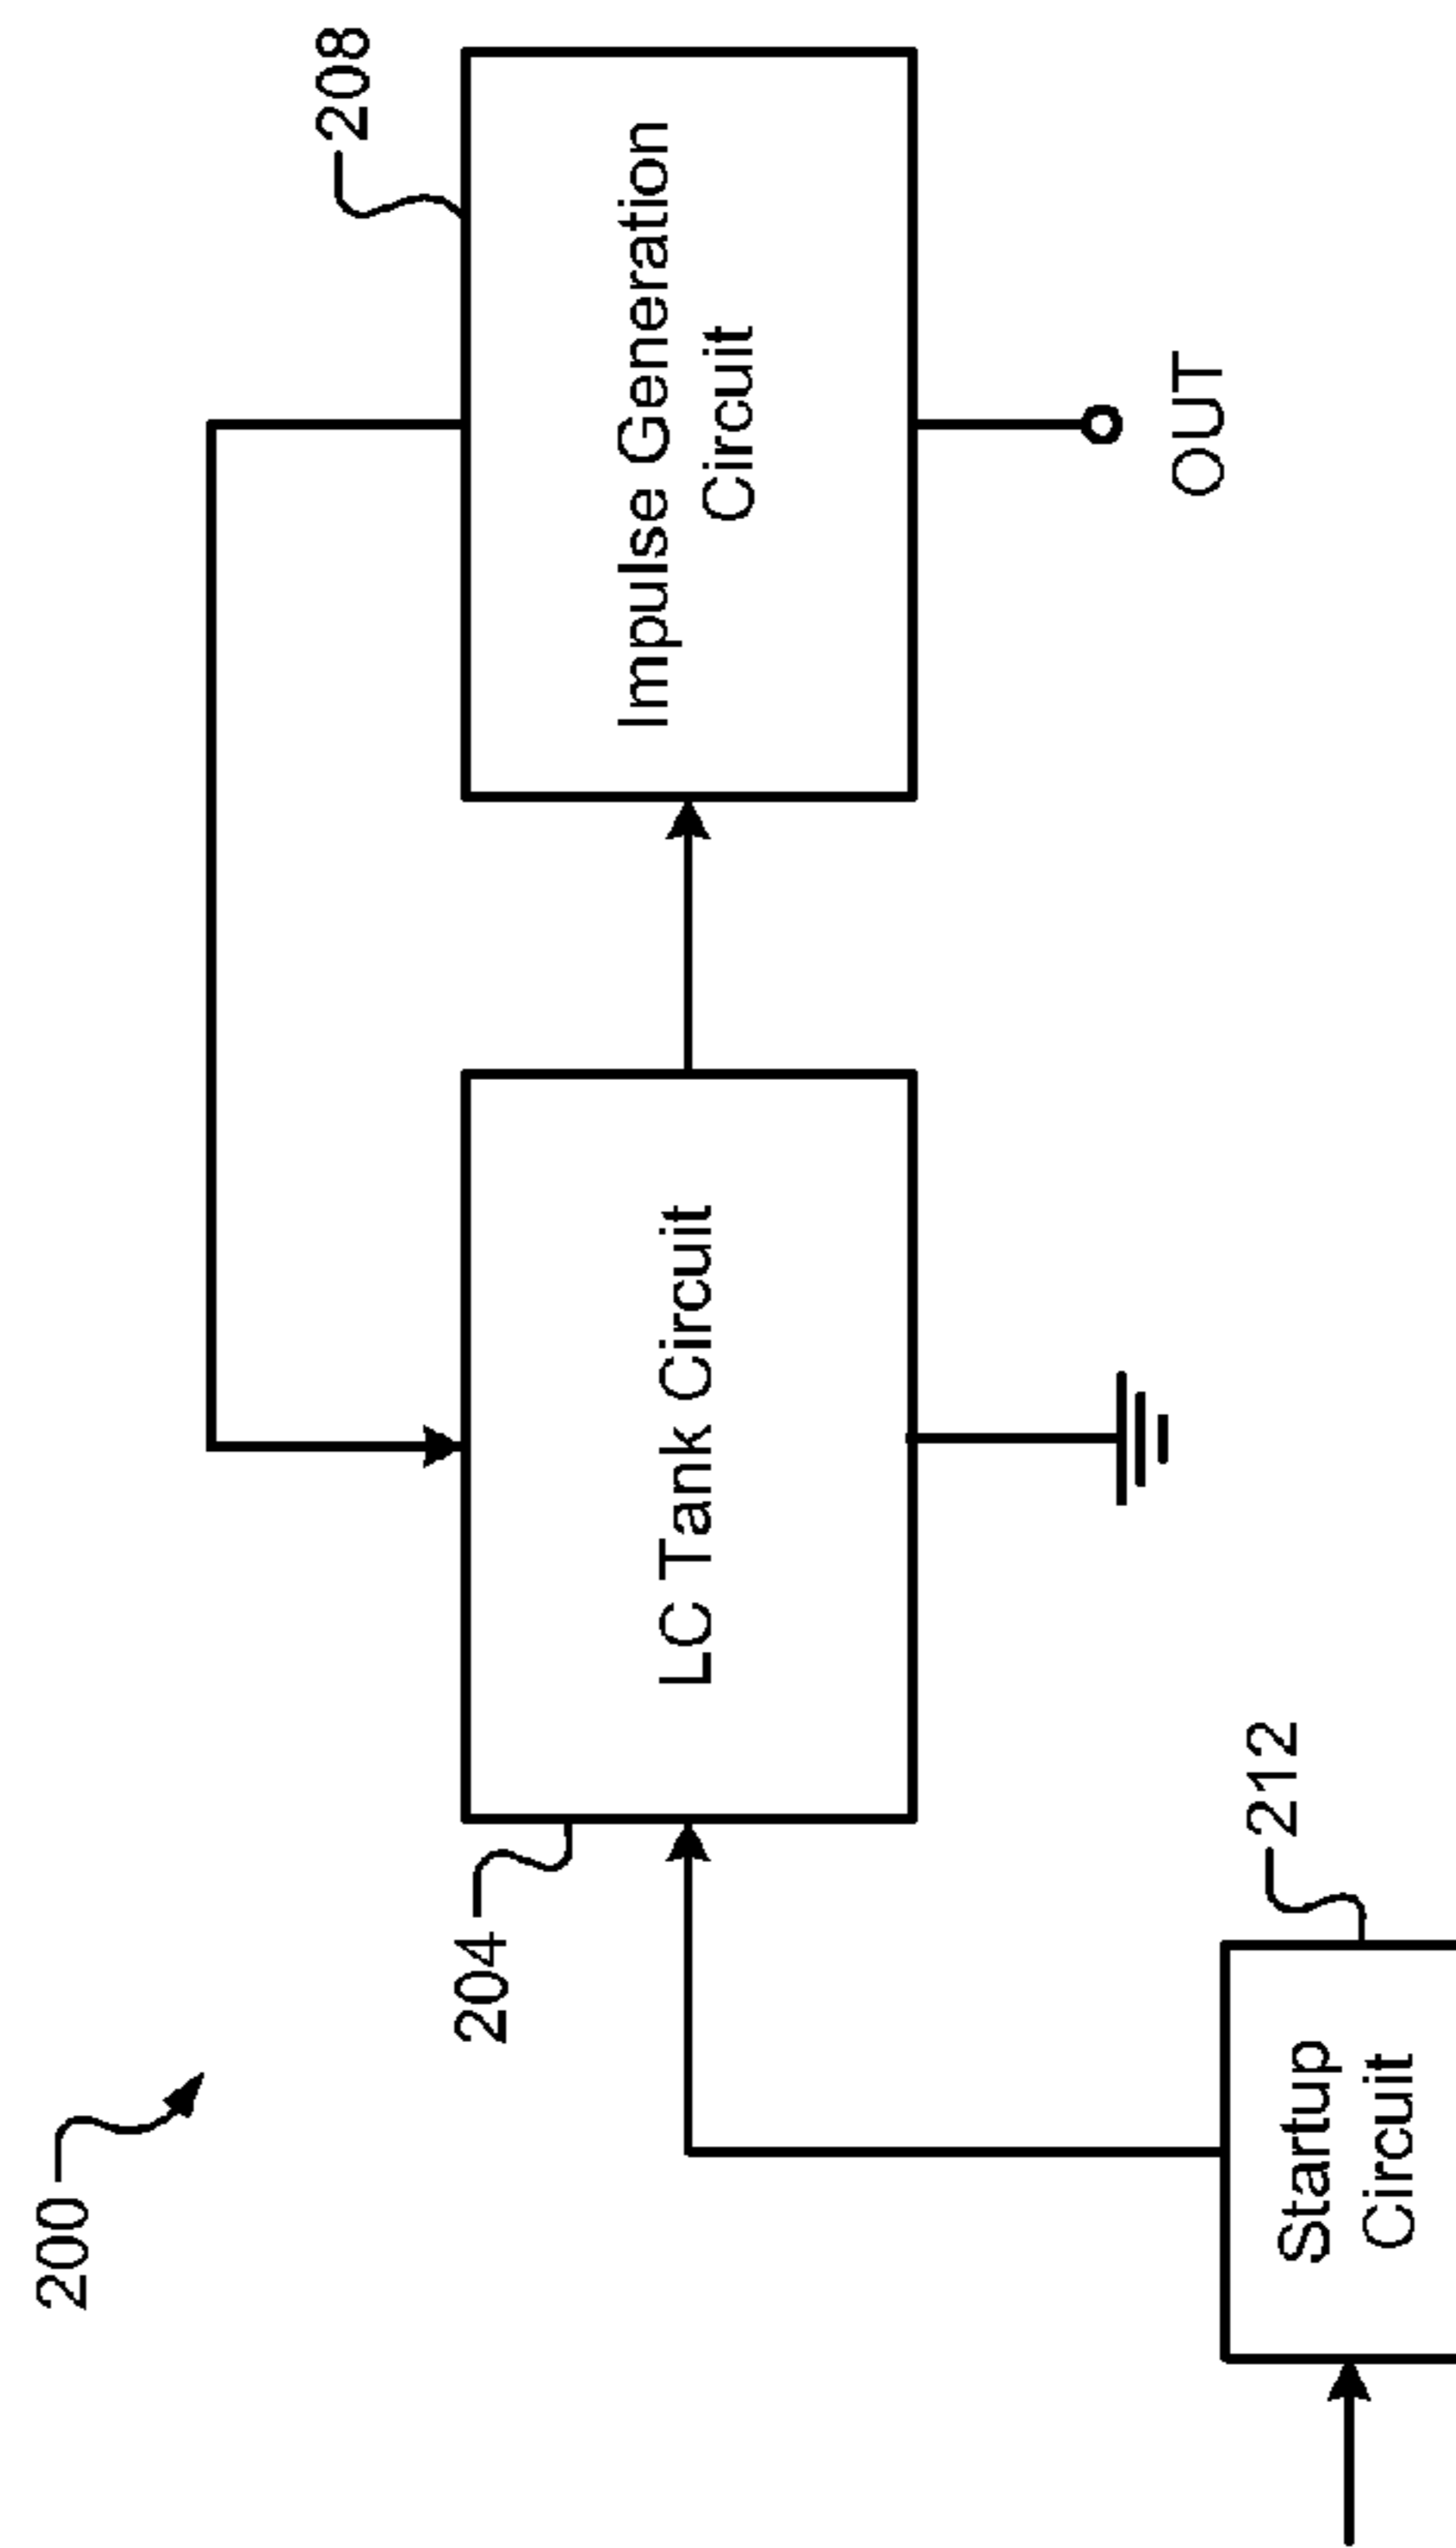 200
204
LC Tank Circuit
208
Impulse Generation
Circuit
OUT
212
Startup
Circuit